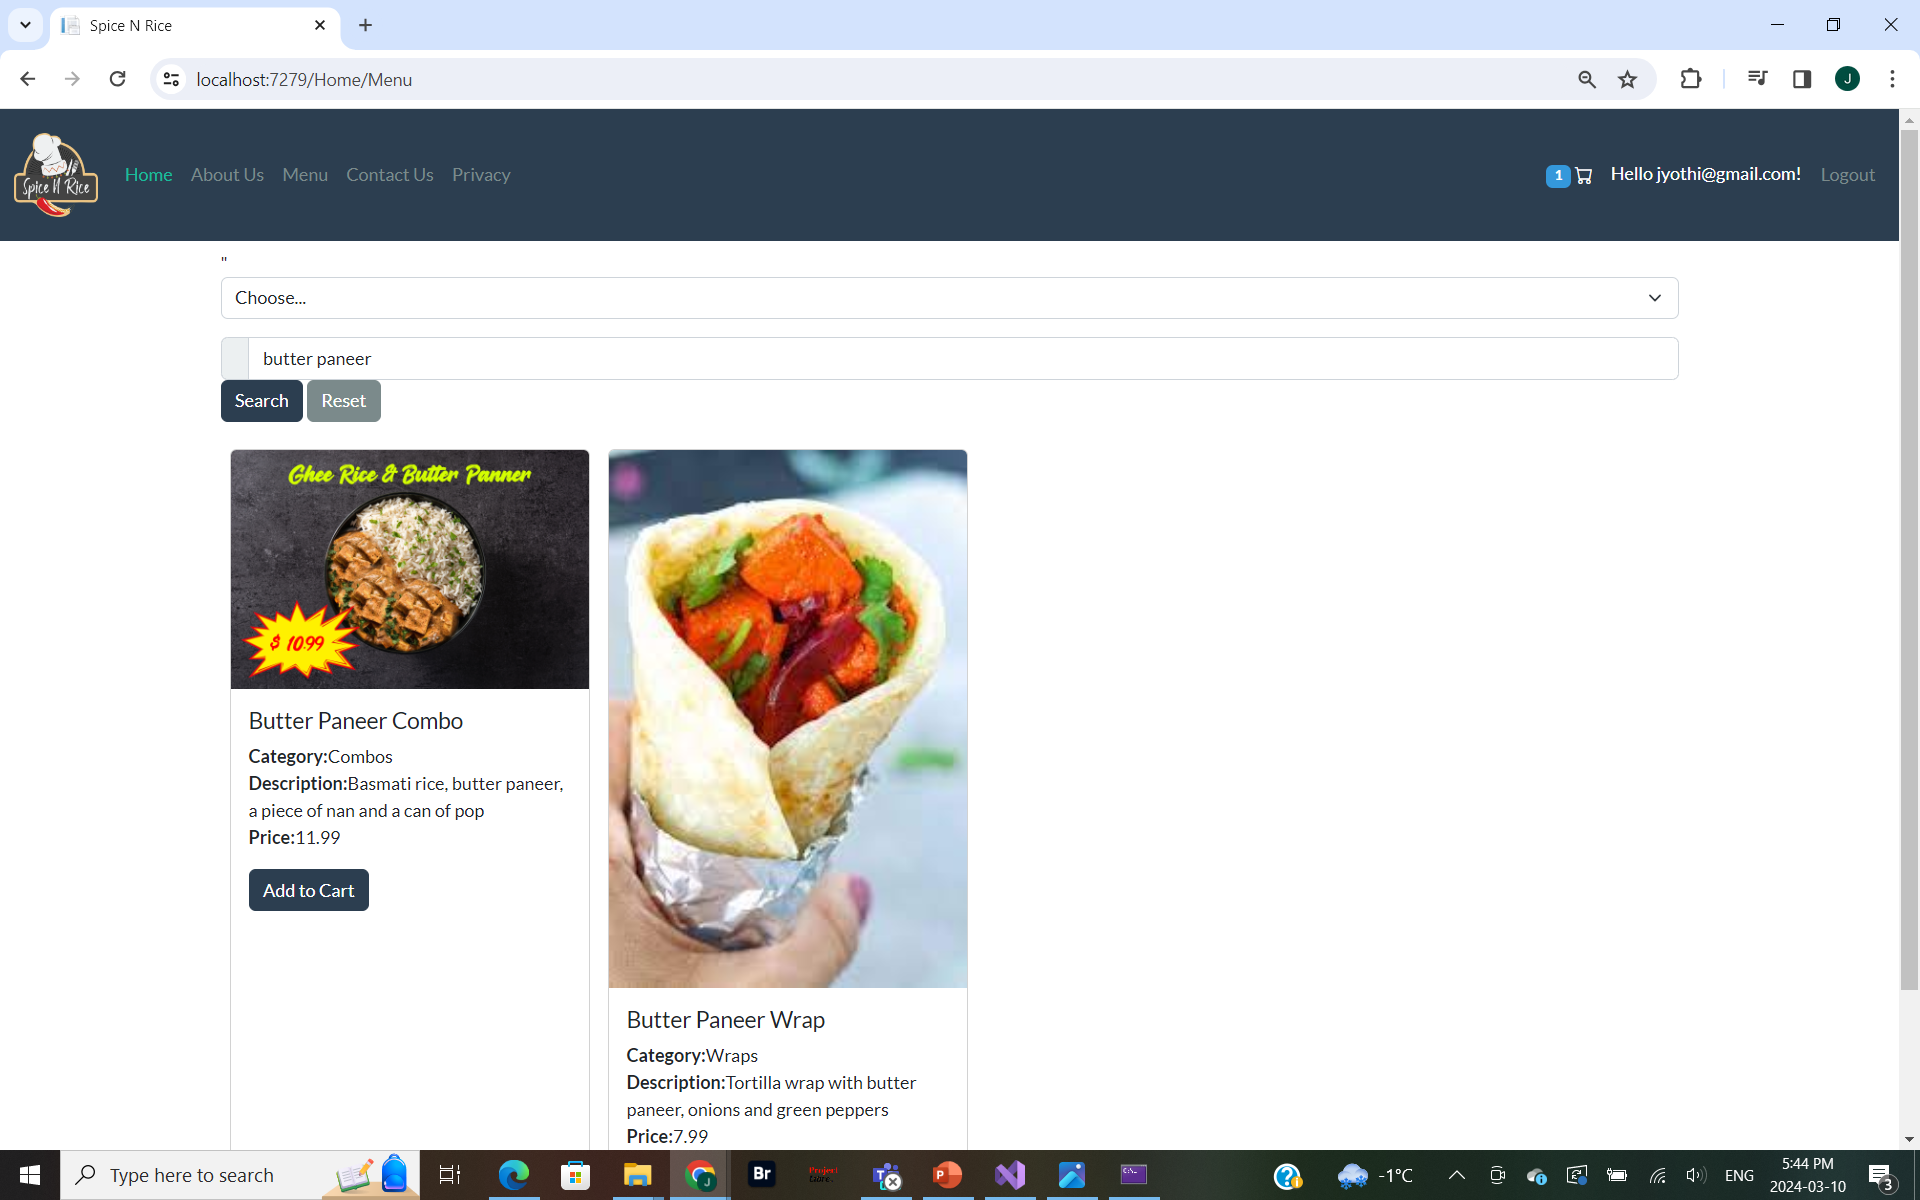 Spice N Rice
localhost:7279/Home/Menu
J
Spice N Rice
Home
About Us
Menu
Contact Us
Privacy
1
Hello jyothi@gmail.com!
Logout
"
Choose...
butter paneer
Search
Reset
Ghee Rice & Butter Panner
$ 10.99
Butter Paneer Combo
Category:Combos
Description:Basmati rice, butter paneer,
a piece of nan and a can of pop
Price:11.99
Add to Cart
Butter Paneer Wrap
Category:Wraps
Description:Tortilla wrap with butter
paneer, onions and green peppers
Price:7.99
Type here to search
J
Br
Project
Libre
-1°C
ENG
5:44 PM
2024-03-10
3